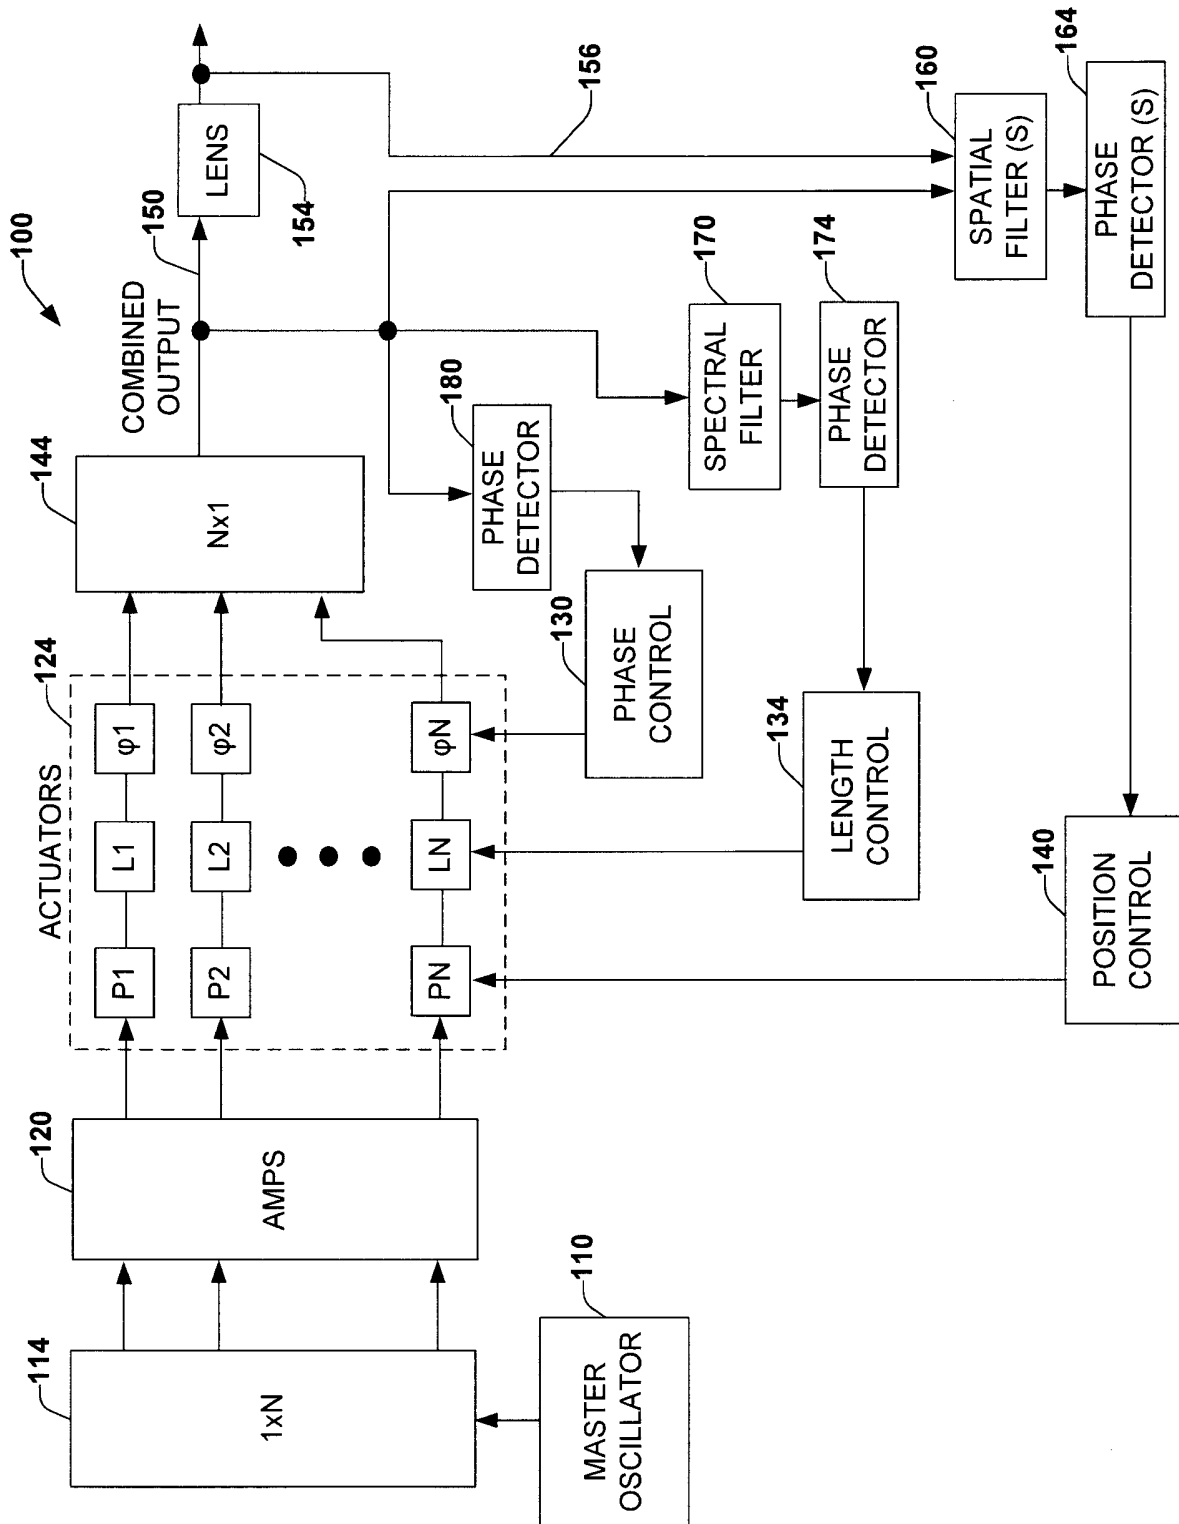 100
MASTER
OSCILLATOR
110
1xN
114
AMPS
120
ACTUATORS
124
P1
L1
φ1
P2
L2
φ2
PN
LN
φN
Nx1
144
COMBINED
OUTPUT
150
LENS
154
156
PHASE
DETECTOR
180
PHASE
CONTROL
130
SPECTRAL
FILTER
170
PHASE
DETECTOR
174
LENGTH
CONTROL
134
SPATIAL
FILTER (S)
160
PHASE
DETECTOR (S)
164
POSITION
CONTROL
140